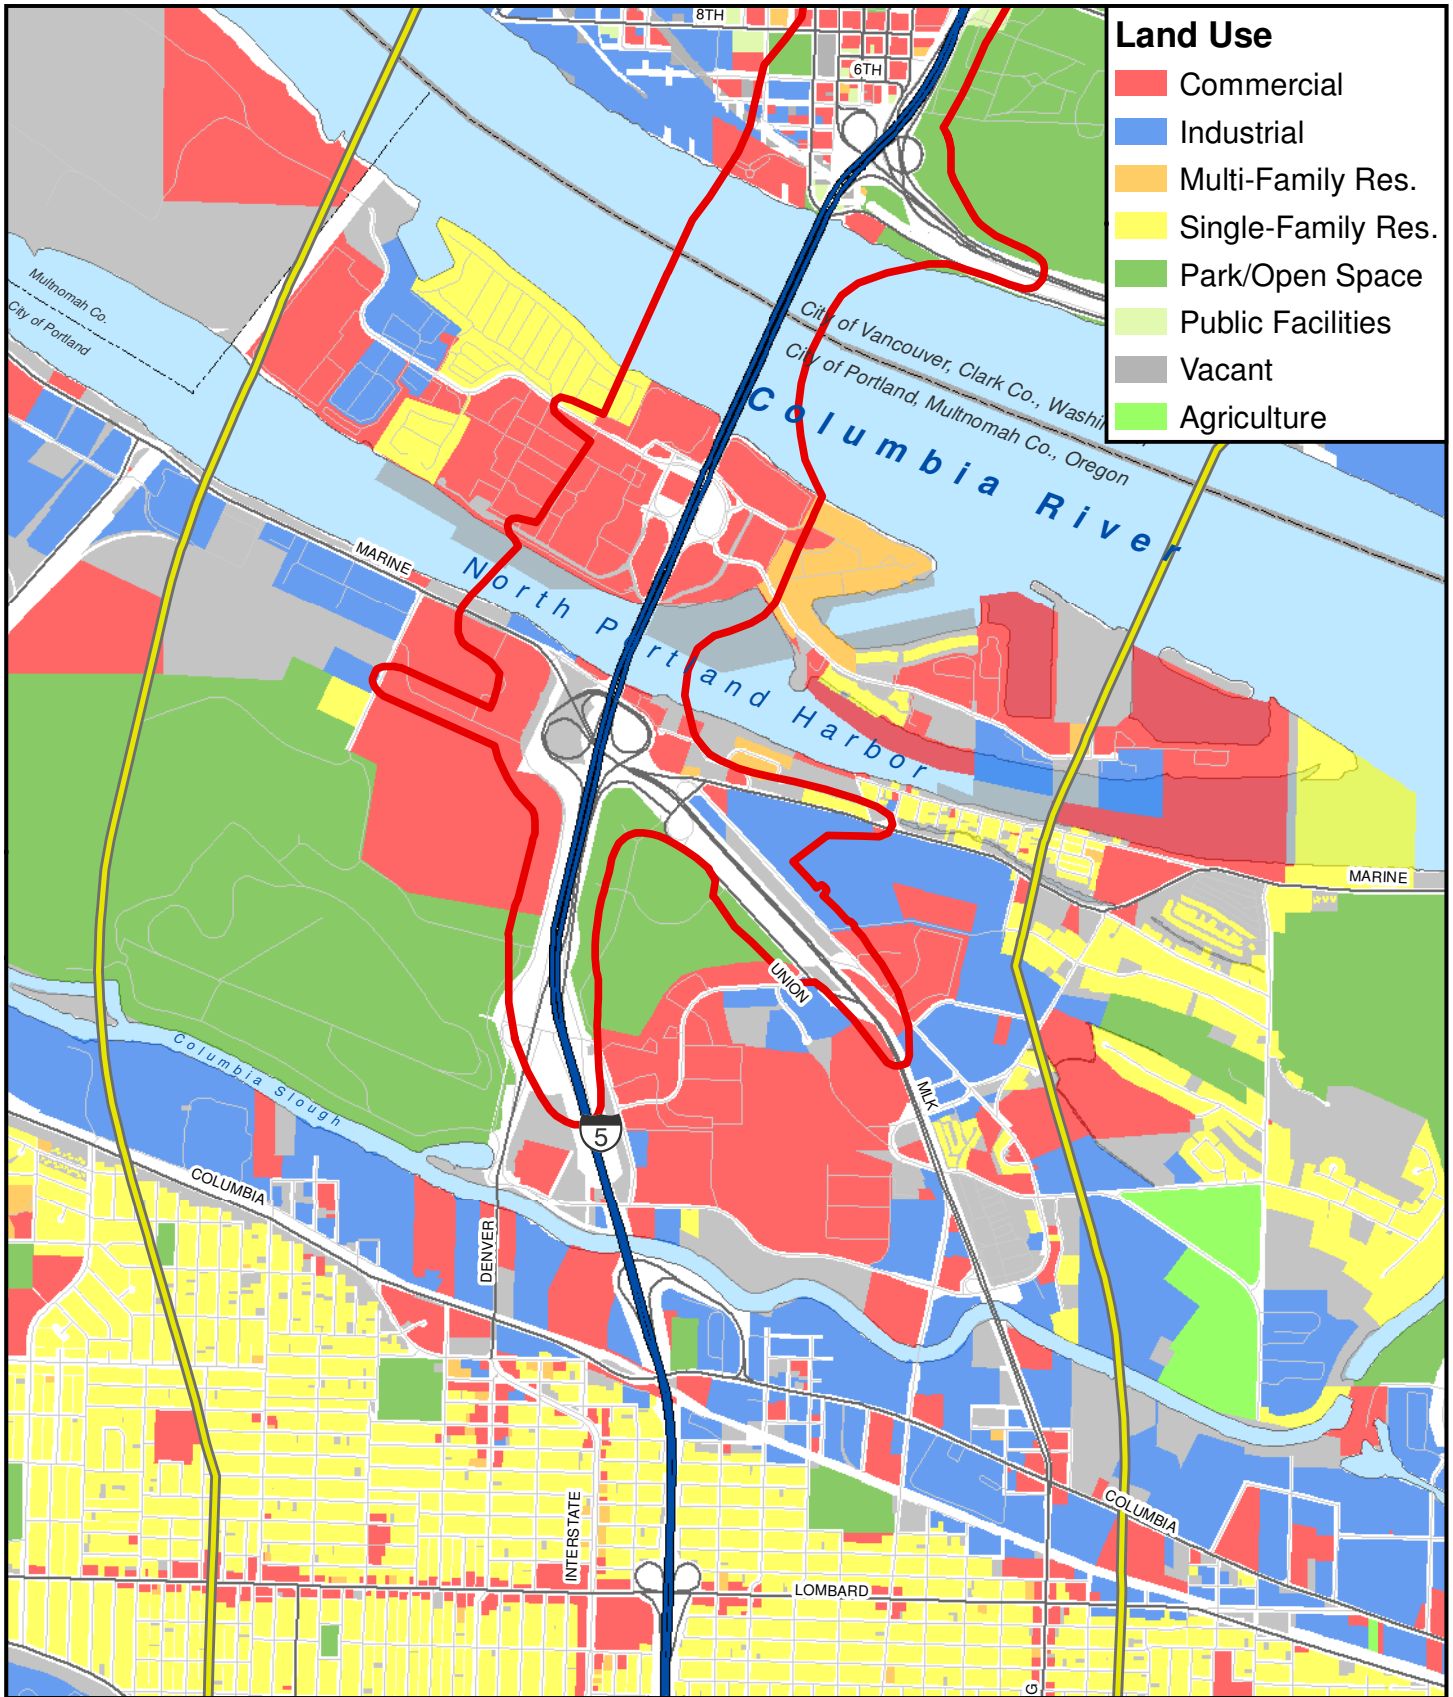 8TH
6TH
Land Use
Commercial
Industrial
Multi-Family Res.
Single-Family Res.
Park/Open Space
Public Facilities
Vacant
Agriculture
Multnomah Co.
City of Portland
City of Vancouver, Clark Co., Washi
City of Portland, Multnomah Co., Oregon
Columbia River
MARINE
North Portland Harbor
MARINE
UNION
Columbia Slough
MLK
5
COLUMBIA
DENVER
INTERSTATE
COLUMBIA
LOMBARD
G